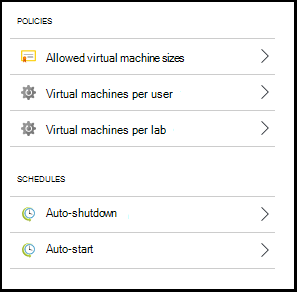 POLICIES
Allowed virtual machine sizes
Virtual machines per user
Virtual machines per lab
SCHEDULES
Auto-shutdown
Auto-start